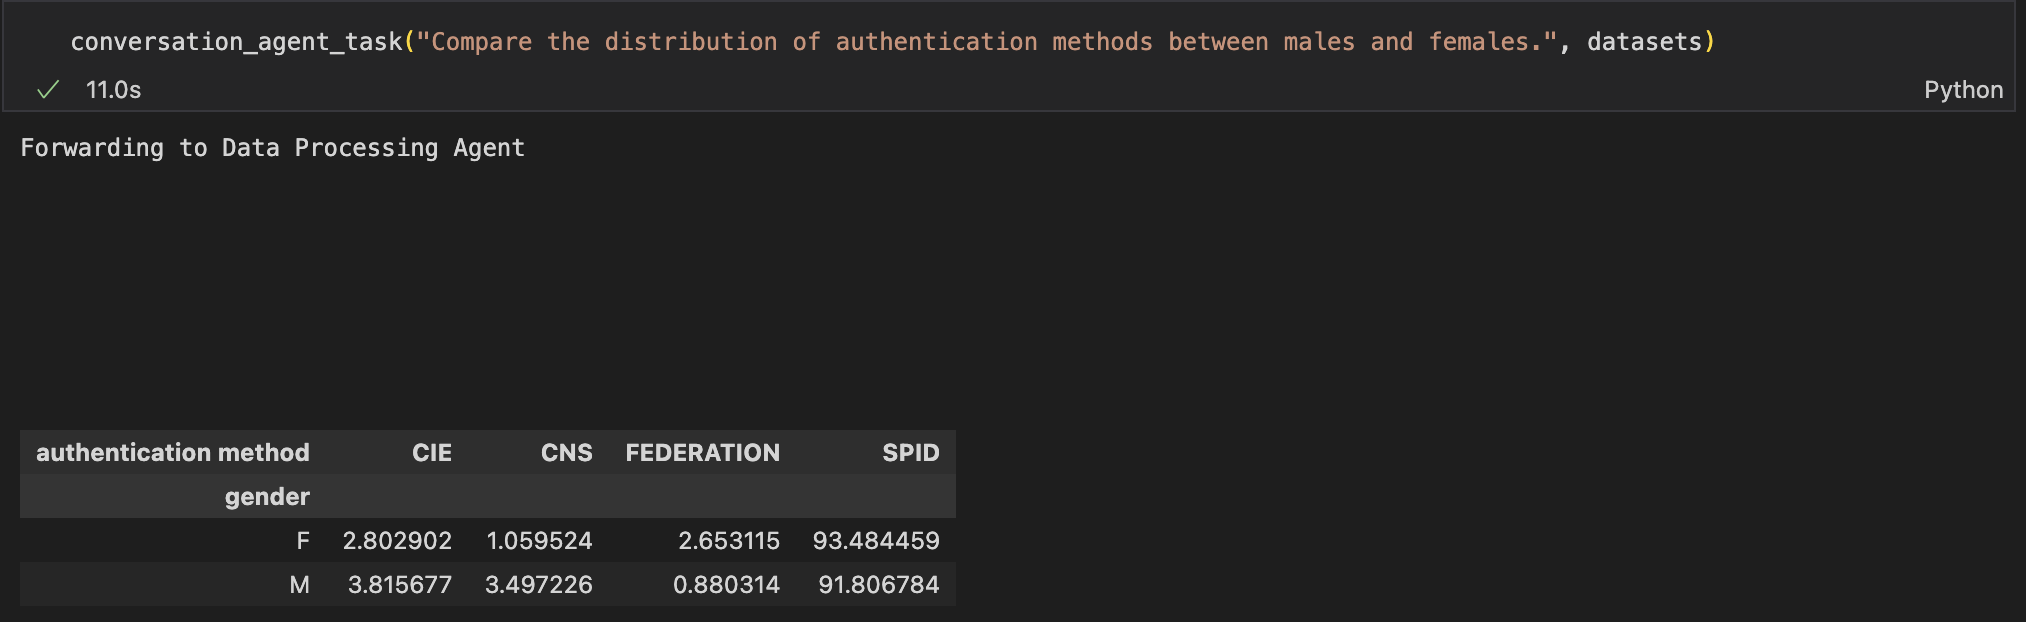 conversation_agent_task("Compare the distribution of authentication methods between males and females.", datasets)
11.0s
Python
Forwarding to Data Processing Agent
authentication method CIE CNS FEDERATION SPID
gender
F 2.802902 1.059524 2.653115 93.484459
M 3.815677 3.497226 0.880314 91.806784